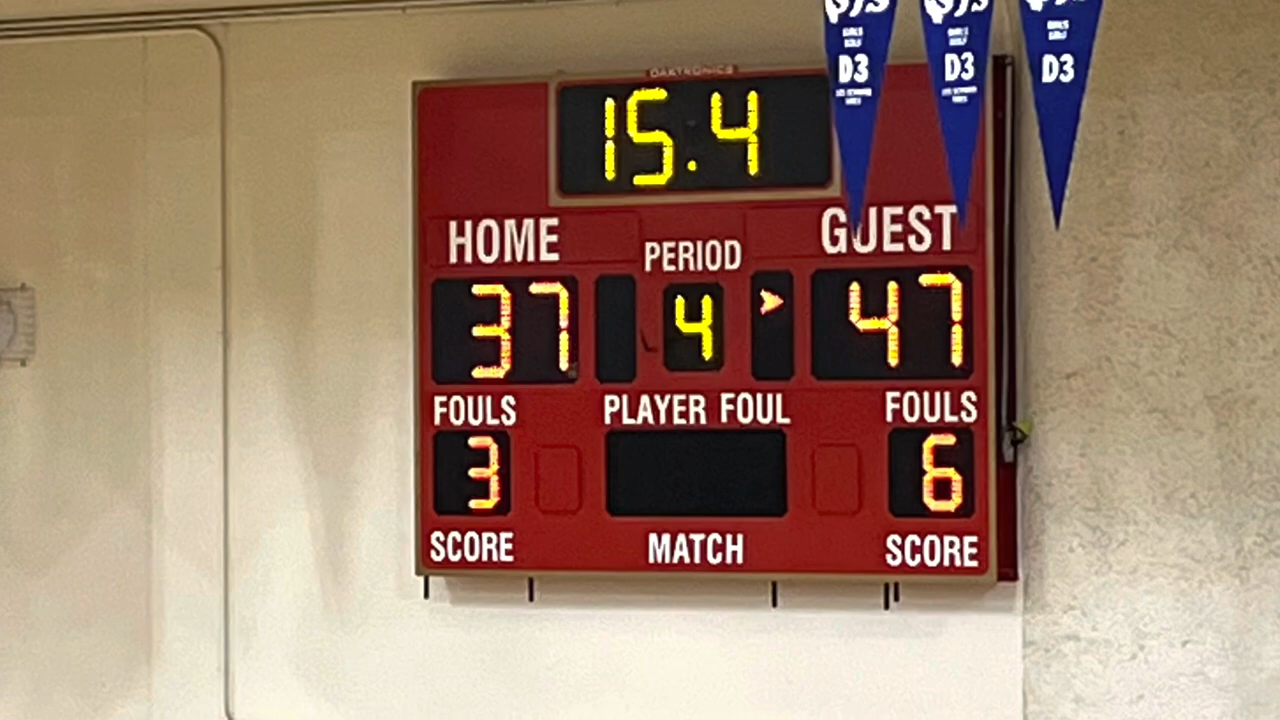 DAKTRONICS
15.4
D3
D3
D3
HOME
PERIOD
GUEST
37
4
47
FOULS
PLAYER FOUL
FOULS
3
6
SCORE
MATCH
SCORE